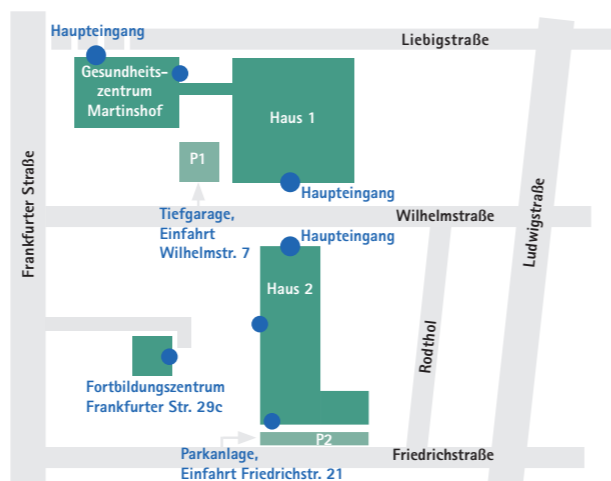 Haupteingang
Liebigstraße
Gesundheits-
zentrum
Martinshof
Haus 1
P1
Haupteingang
Frankfurter Straße
Tiefgarage,
Einfahrt
Wilhelmstr. 7
Wilhelmstraße
Ludwigstraße
Haupteingang
Haus 2
Rodthol
Fortbildungszentrum
Frankfurter Str. 29c
P2
Parkanlage,
Einfahrt Friedrichstr. 21
Friedrichstraße